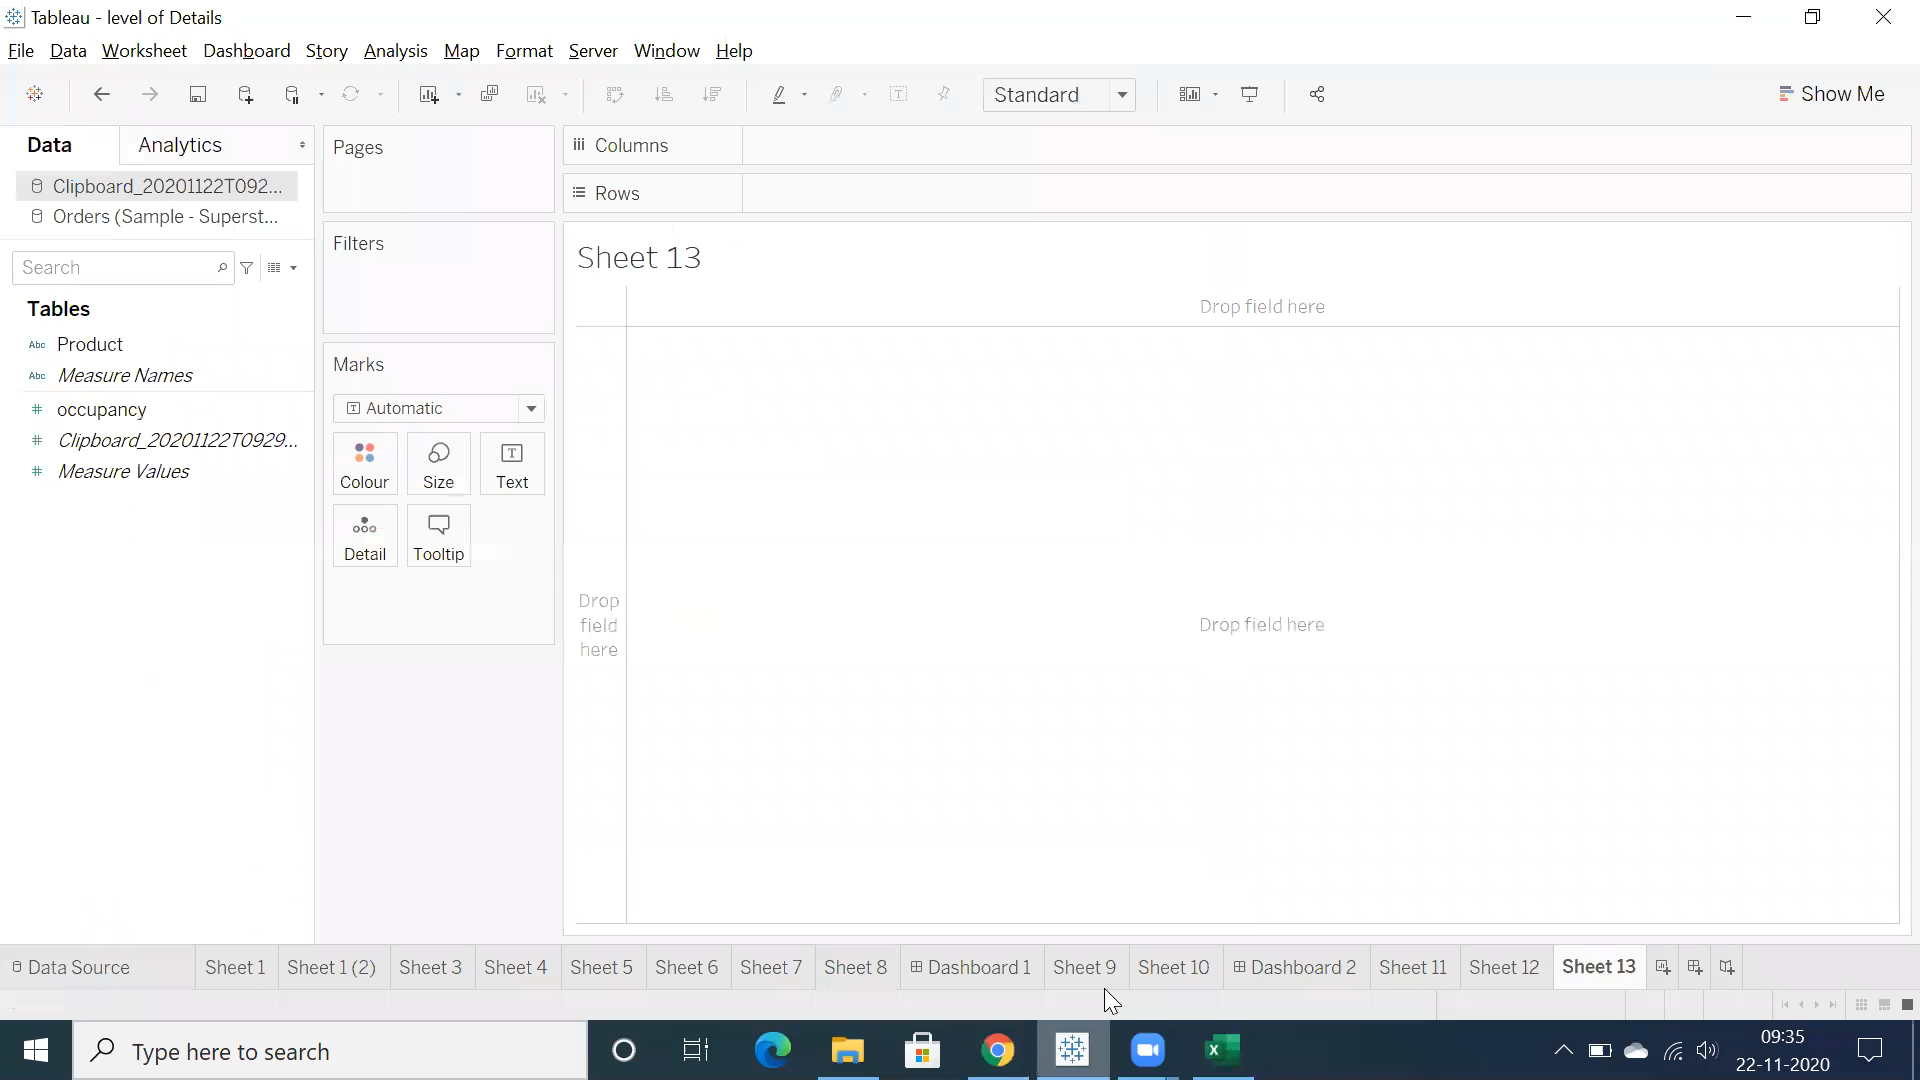 Tableau - level of Details
File Data Worksheet Dashboard Story Analysis Map Format Server Window Help
Standard
Show Me
Data Analytics
Clipboard_20201122T092...
Orders (Sample - Superst...
Search
Tables
Abc Product
Abc Measure Names
# occupancy
# Clipboard_20201122T0929...
# Measure Values
Pages
Filters
Marks
Automatic
Colour Size Text
Detail Tooltip
Columns
Rows
Sheet 13
Drop field here
Drop
field
here
Drop field here
Data Source Sheet 1 Sheet 1 (2) Sheet 3 Sheet 4 Sheet 5 Sheet 6 Sheet 7 Sheet 8 Dashboard 1 Sheet 9 Sheet 10 Dashboard 2 Sheet 11 Sheet 12 Sheet 13
Type here to search
09:35
22-11-2020